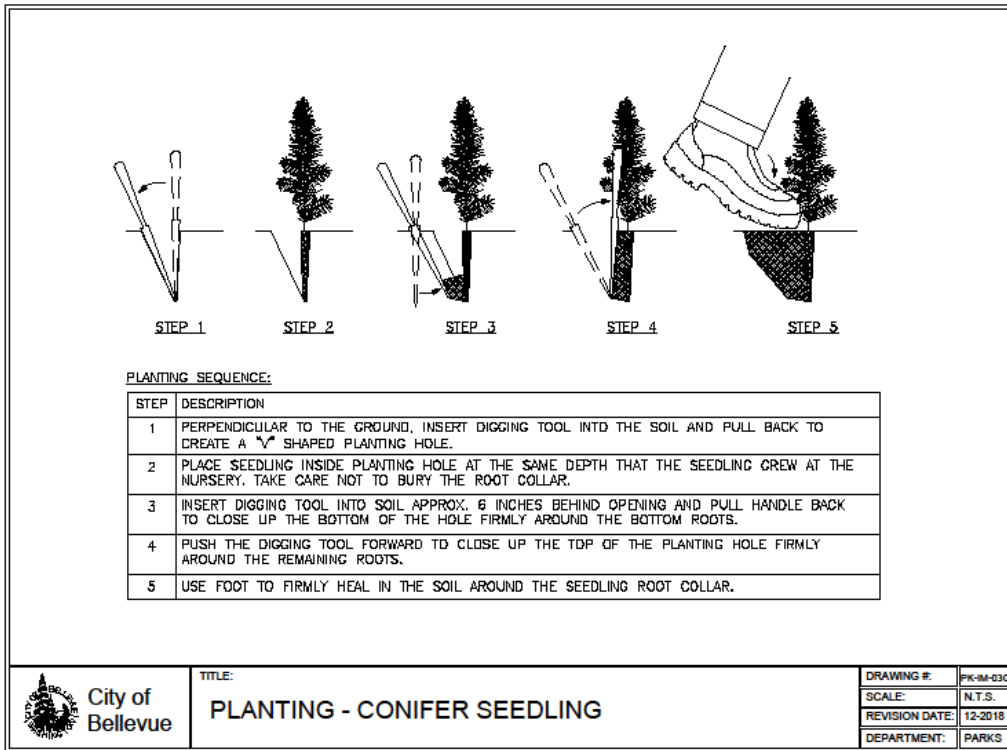 STEP 1
STEP 2
STEP 3
STEP 4
STEP 5
PLANTING SEQUENCE:
STEP DESCRIPTION
1 PERPENDICULAR TO THE GROUND, INSERT DIGGING TOOL INTO THE SOIL AND PULL BACK TO
CREATE A "V" SHAPED PLANTING HOLE.
2 PLACE SEEDLING INSIDE PLANTING HOLE AT THE SAME DEPTH THAT THE SEEDLING GREW AT THE
NURSERY. TAKE CARE NOT TO BURY THE ROOT COLLAR.
3 INSERT DIGGING TOOL INTO SOIL APPROX. 6 INCHES BEHIND OPENING AND PULL HANDLE BACK
TO CLOSE UP THE BOTTOM OF THE HOLE FIRMLY AROUND THE BOTTOM ROOTS.
4 PUSH THE DIGGING TOOL FORWARD TO CLOSE UP THE TOP OF THE PLANTING HOLE FIRMLY
AROUND THE REMAINING ROOTS.
5 USE FOOT TO FIRMLY HEAL IN THE SOIL AROUND THE SEEDLING ROOT COLLAR.
City of
Bellevue
TITLE:
PLANTING - CONIFER SEEDLING
DRAWING #:
SCALE: N.T.S.
REVISION DATE: 12-2018
DEPARTMENT: PARKS